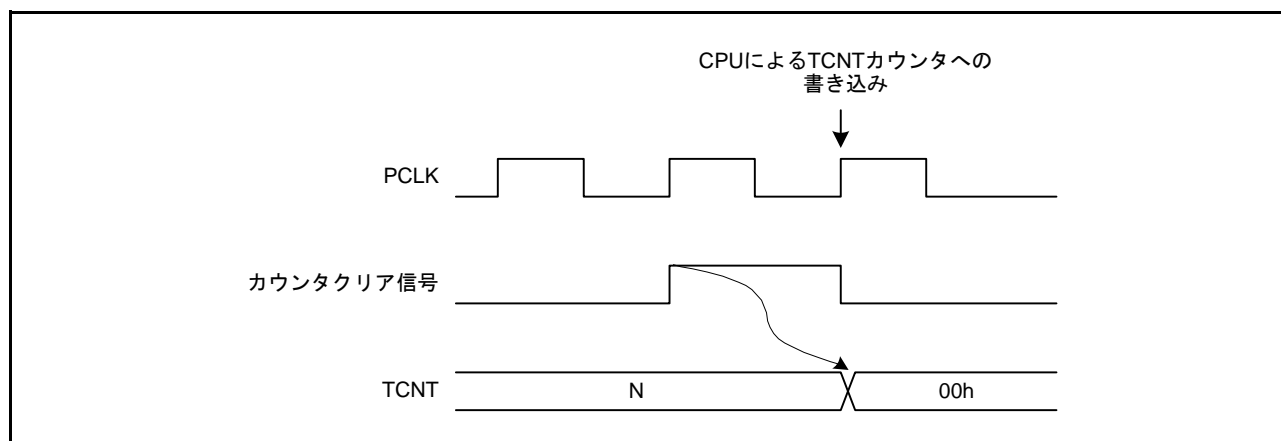 CPUによるTCNTカウンタへの
書き込み
PCLK
カウンタクリア信号
TCNT
N
00h